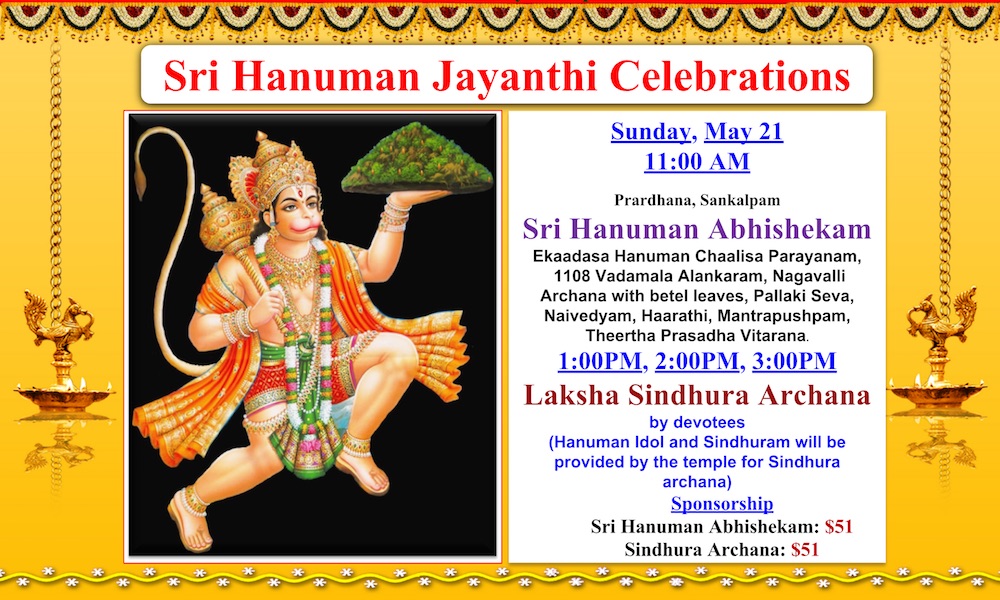 Sri Hanuman Jayanthi Celebrations
Sunday, May 21
11:00 AM
Prardhana, Sankalpam
Sri Hanuman Abhishekam
Ekaadasa Hanuman Chaalisa Parayanam,
1108 Vadamala Alankaram, Nagavalli
Archana with betel leaves, Pallaki Seva,
Naivedyam, Haarathi, Mantrapushpam,
Theertha Prasadha Vitarana.
1:00PM, 2:00PM, 3:00PM
Laksha Sindhura Archana
by devotees
(Hanuman Idol and Sindhuram will be
provided by the temple for Sindhura
archana)
Sponsorship
Sri Hanuman Abhishekam: $51
Sindhura Archana: $51